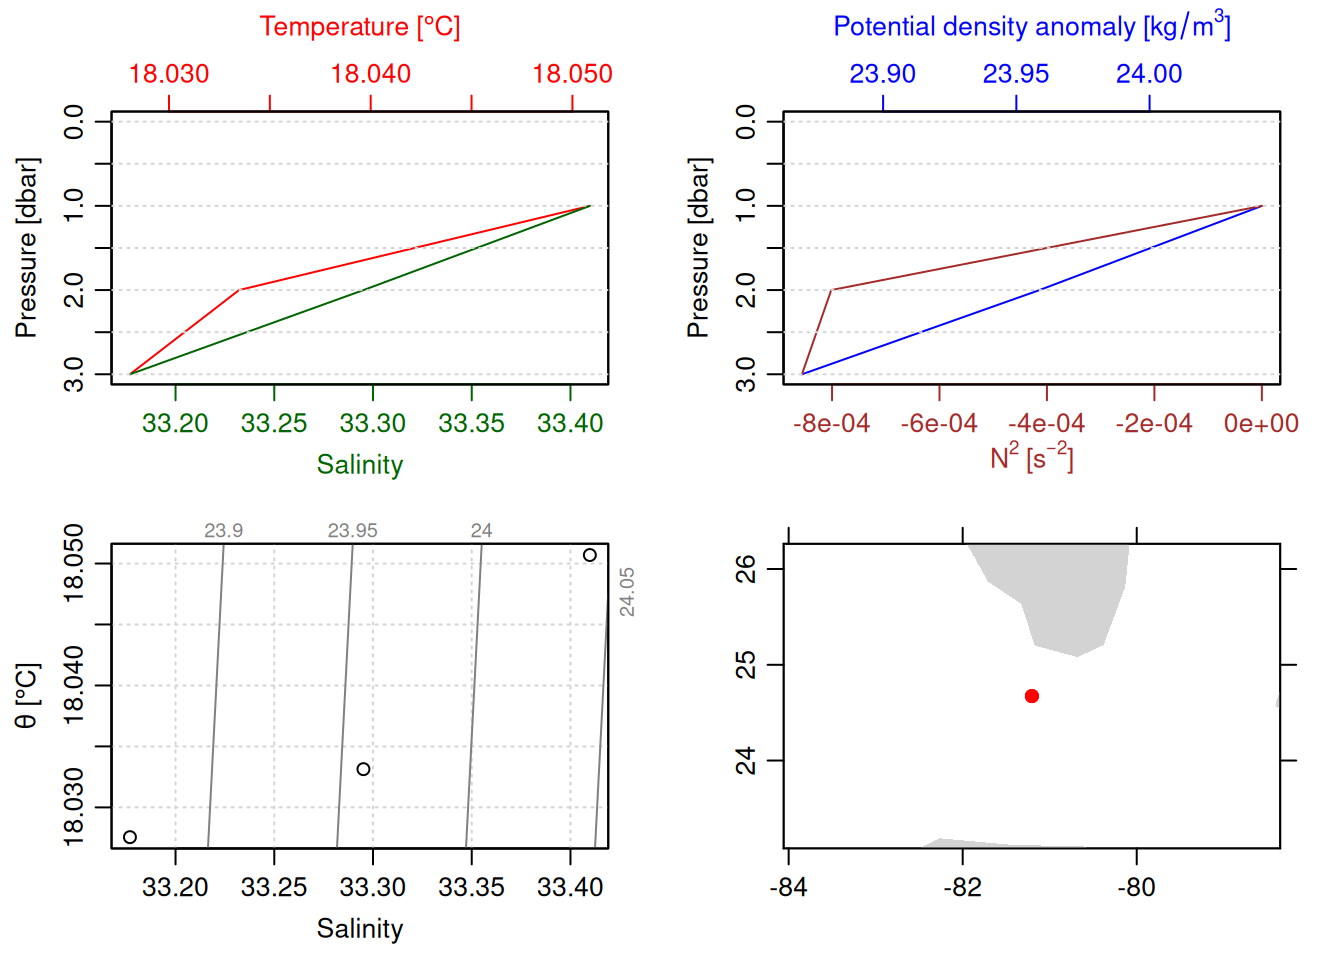 Temperature [°C]
18.030 18.040 18.050
Pressure [dbar]
0.0 1.0 2.0 3.0
33.20 33.25 33.30 33.35 33.40
Salinity
Potential density anomaly [kg/m³]
23.90 23.95 24.00
Pressure [dbar]
0.0 1.0 2.0 3.0
-8e-04 -6e-04 -4e-04 -2e-04 0e+00
N² [s⁻²]
23.9 23.95 24
24.05
θ [°C]
18.030 18.040 18.050
33.20 33.25 33.30 33.35 33.40
Salinity
26
25
24
-84 -82 -80